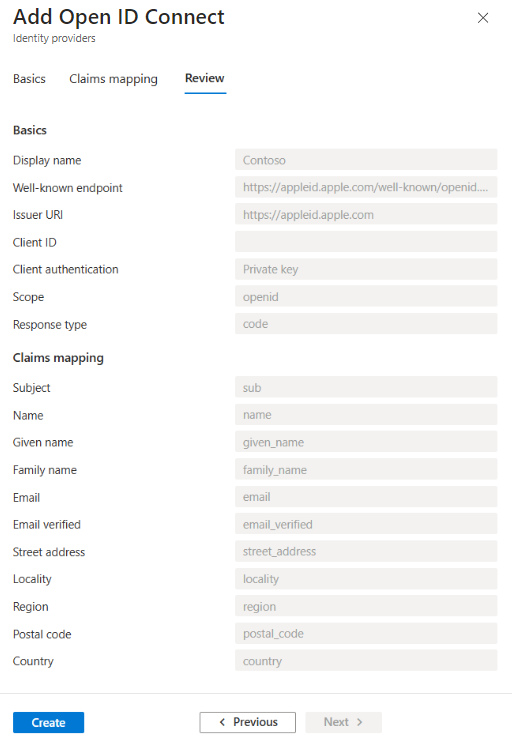 Add Open ID Connect
Identity providers
Basics Claims mapping Review
Basics
Display name Contoso
Well-known endpoint https://appleid.apple.com/well-known/openid....
Issuer URI https://appleid.apple.com
Client ID
Client authentication Private key
Scope openid
Response type code
Claims mapping
Subject sub
Name name
Given name given_name
Family name family_name
Email email
Email verified email_verified
Street address street_address
Locality locality
Region region
Postal code postal_code
Country country
Create Previous Next